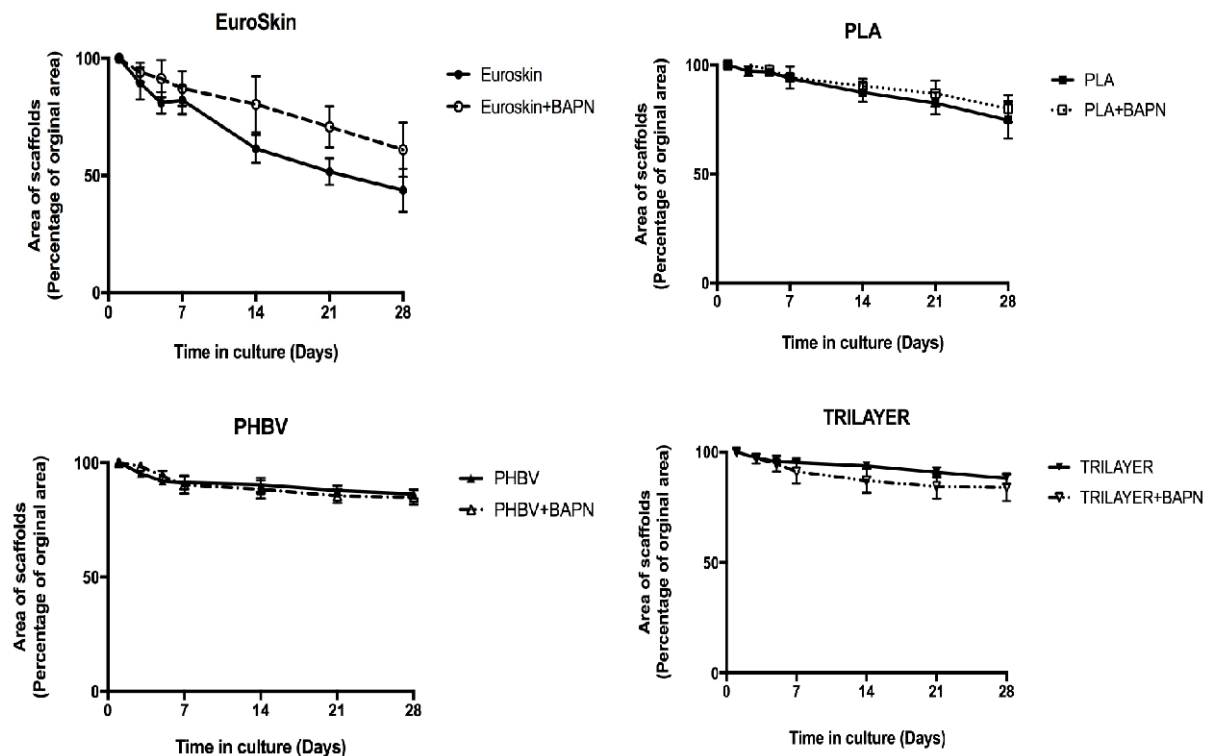 EuroSkin
Area of scaffolds
(Percentage of orginal area)
100
50
0
0 7 14 21 28
Time in culture (Days)
Euroskin
Euroskin+BAPN
PLA
Area of scaffolds
(Percentage of orginal area)
100
50
0
0 7 14 21 28
Time in culture (Days)
PLA
PLA+BAPN
PHBV
Area of scaffolds
(Percentage of orginal area)
100
50
0
0 7 14 21 28
Time in culture (Days)
PHBV
PHBV+BAPN
TRILAYER
Area of scaffolds
(Percentage of orginal area)
100
50
0
0 7 14 21 28
Time in culture (Days)
TRILAYER
TRILAYER+BAPN